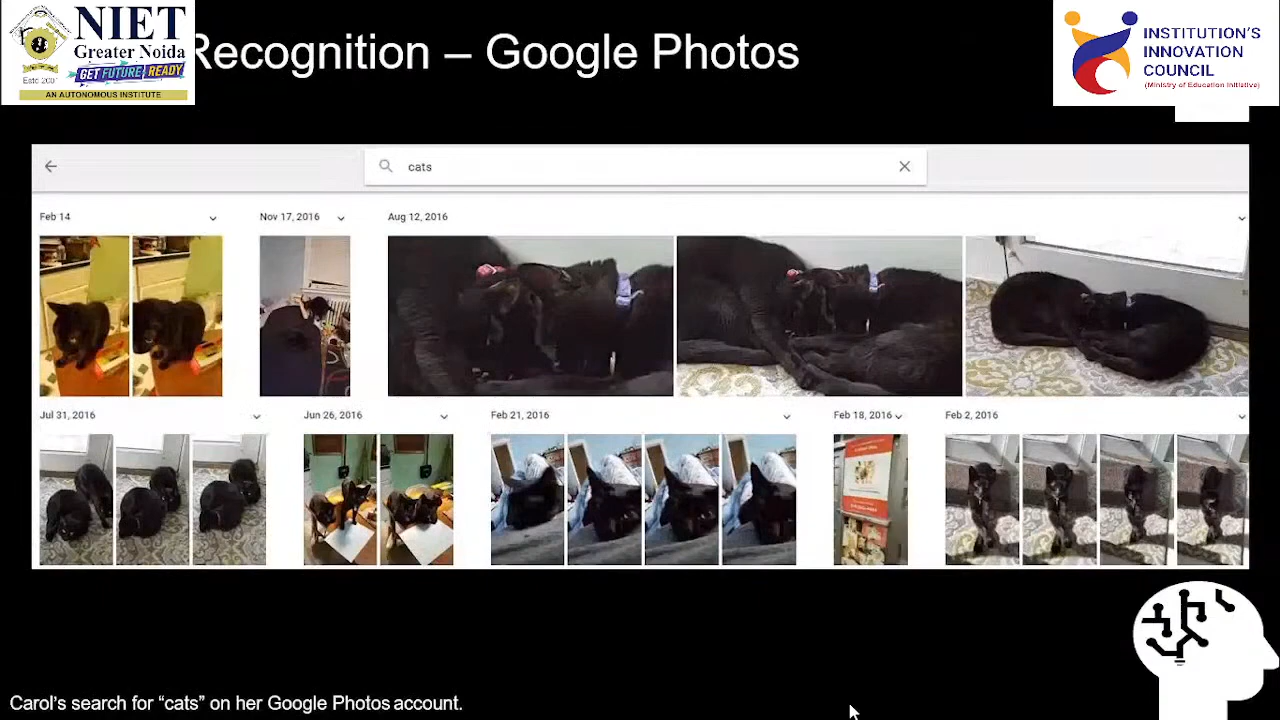 NIET
Greater Noida
GET FUTURE READY
AN AUTONOMOUS INSTITUTE
Recognition – Google Photos
INSTITUTION'S
INNOVATION
COUNCIL
(Ministry of Education Initiative)
cats
Feb 14
Nov 17, 2016
Aug 12, 2016
Jul 31, 2016
Jun 26, 2016
Feb 21, 2016
Feb 18, 2016
Feb 2, 2016
Carol's search for “cats” on her Google Photos account.